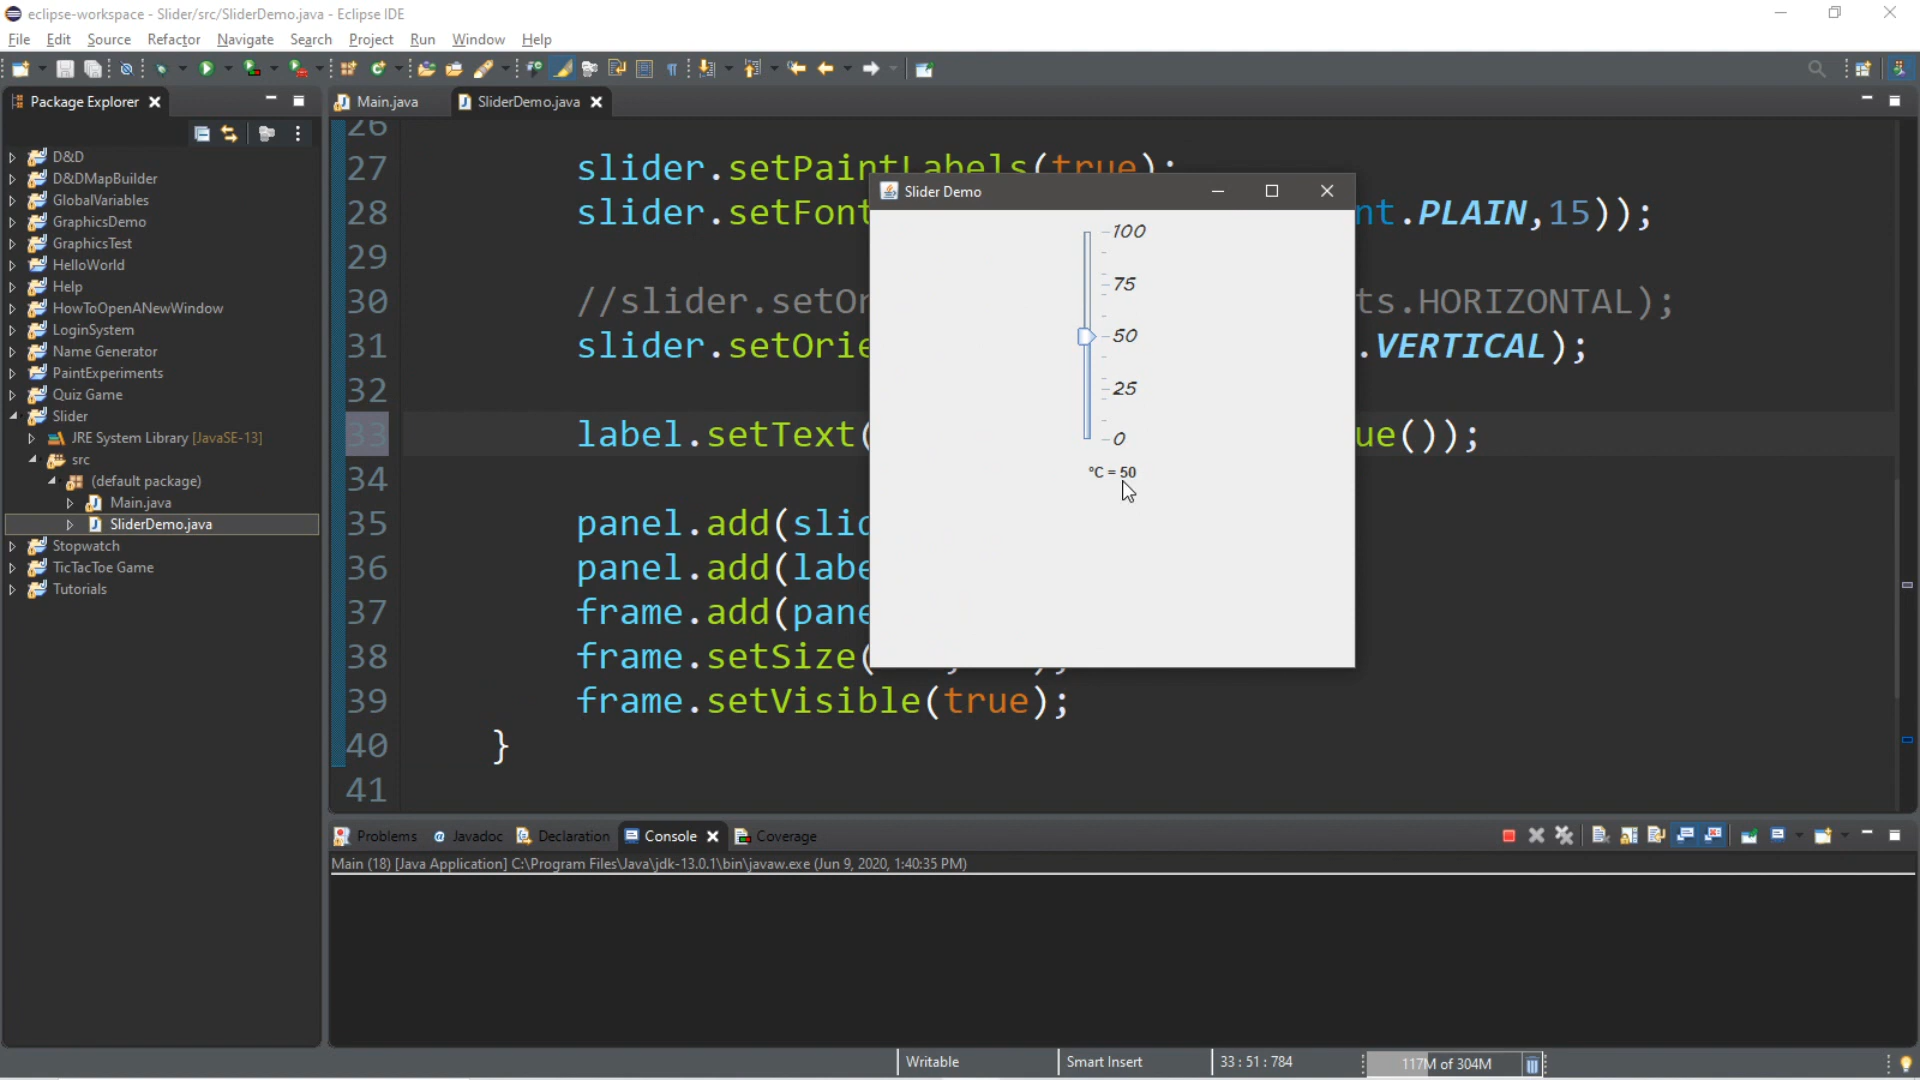 eclipse-workspace - Slider/src/SliderDemo.java - Eclipse IDE
File Edit Source Refactor Navigate Search Project Run Window Help
Package Explorer
Main.java
SliderDemo.java
D&D
D&DMapBuilder
GlobalVariables
GraphicsDemo
GraphicsTest
HelloWorld
Help
HowToOpenANewWindow
LoginSystem
Name Generator
PaintExperiments
Quiz Game
Slider
JRE System Library [JavaSE-13]
src
(default package)
Main.java
SliderDemo.java
Stopwatch
TicTacToe Game
Tutorials
26
27 slider.setPaintLabels(true);
28 slider.setFont nt.PLAIN,15));
29
30 //slider.setOr ts.HORIZONTAL);
31 slider.setOrie .VERTICAL);
32
33 label.setText( ue());
34
35 panel.add(slid
36 panel.add(labe
37 frame.add(pane
38 frame.setSize(
39 frame.setVisible(true);
40 }
41
Slider Demo
100
75
50
25
0
°C = 50
Problems @ Javadoc Declaration Console Coverage
Main (18) [Java Application] C:\Program Files\Java\jdk-13.0.1\bin\javaw.exe (Jun 9, 2020, 1:40:35 PM)
Writable Smart Insert 33 : 51 : 784 117M of 304M